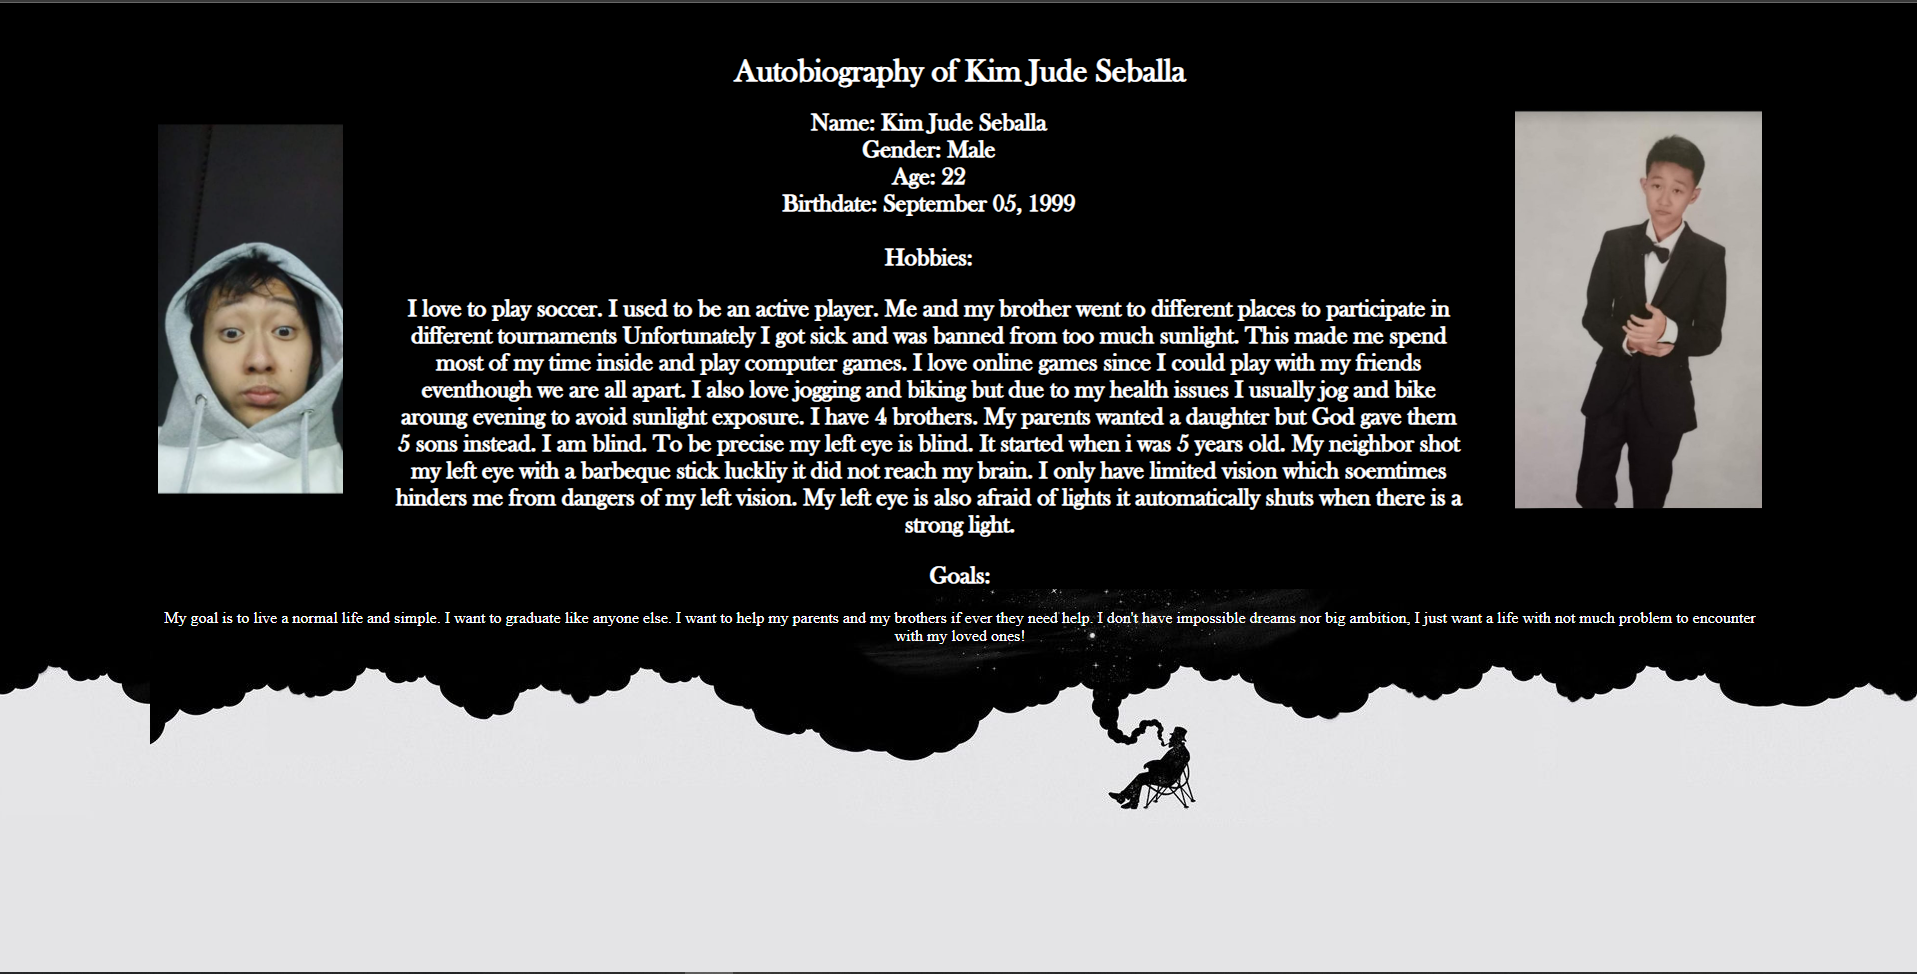 Autobiography of Kim Jude Seballa
Name: Kim Jude Seballa
Gender: Male
Age: 22
Birthdate: September 05, 1999
Hobbies:
I love to play soccer. I used to be an active player. Me and my brother went to different places to participate in
different tournaments Unfortunately I got sick and was banned from too much sunlight. This made me spend
most of my time inside and play computer games. I love online games since I could play with my friends
eventhough we are all apart. I also love jogging and biking but due to my health issues I usually jog and bike
aroung evening to avoid sunlight exposure. I have 4 brothers. My parents wanted a daughter but God gave them
5 sons instead. I am blind. To be precise my left eye is blind. It started when i was 5 years old. My neighbor shot
my left eye with a barbeque stick luckliy it did not reach my brain. I only have limited vision which soemtimes
hinders me from dangers of my left vision. My left eye is also afraid of lights it automatically shuts when there is a
strong light.
Goals:
My goal is to live a normal life and simple. I want to graduate like anyone else. I want to help my parents and my brothers if ever they need help. I don't have impossible dreams nor big ambition, I just want a life with not much problem to encounter
with my loved ones!